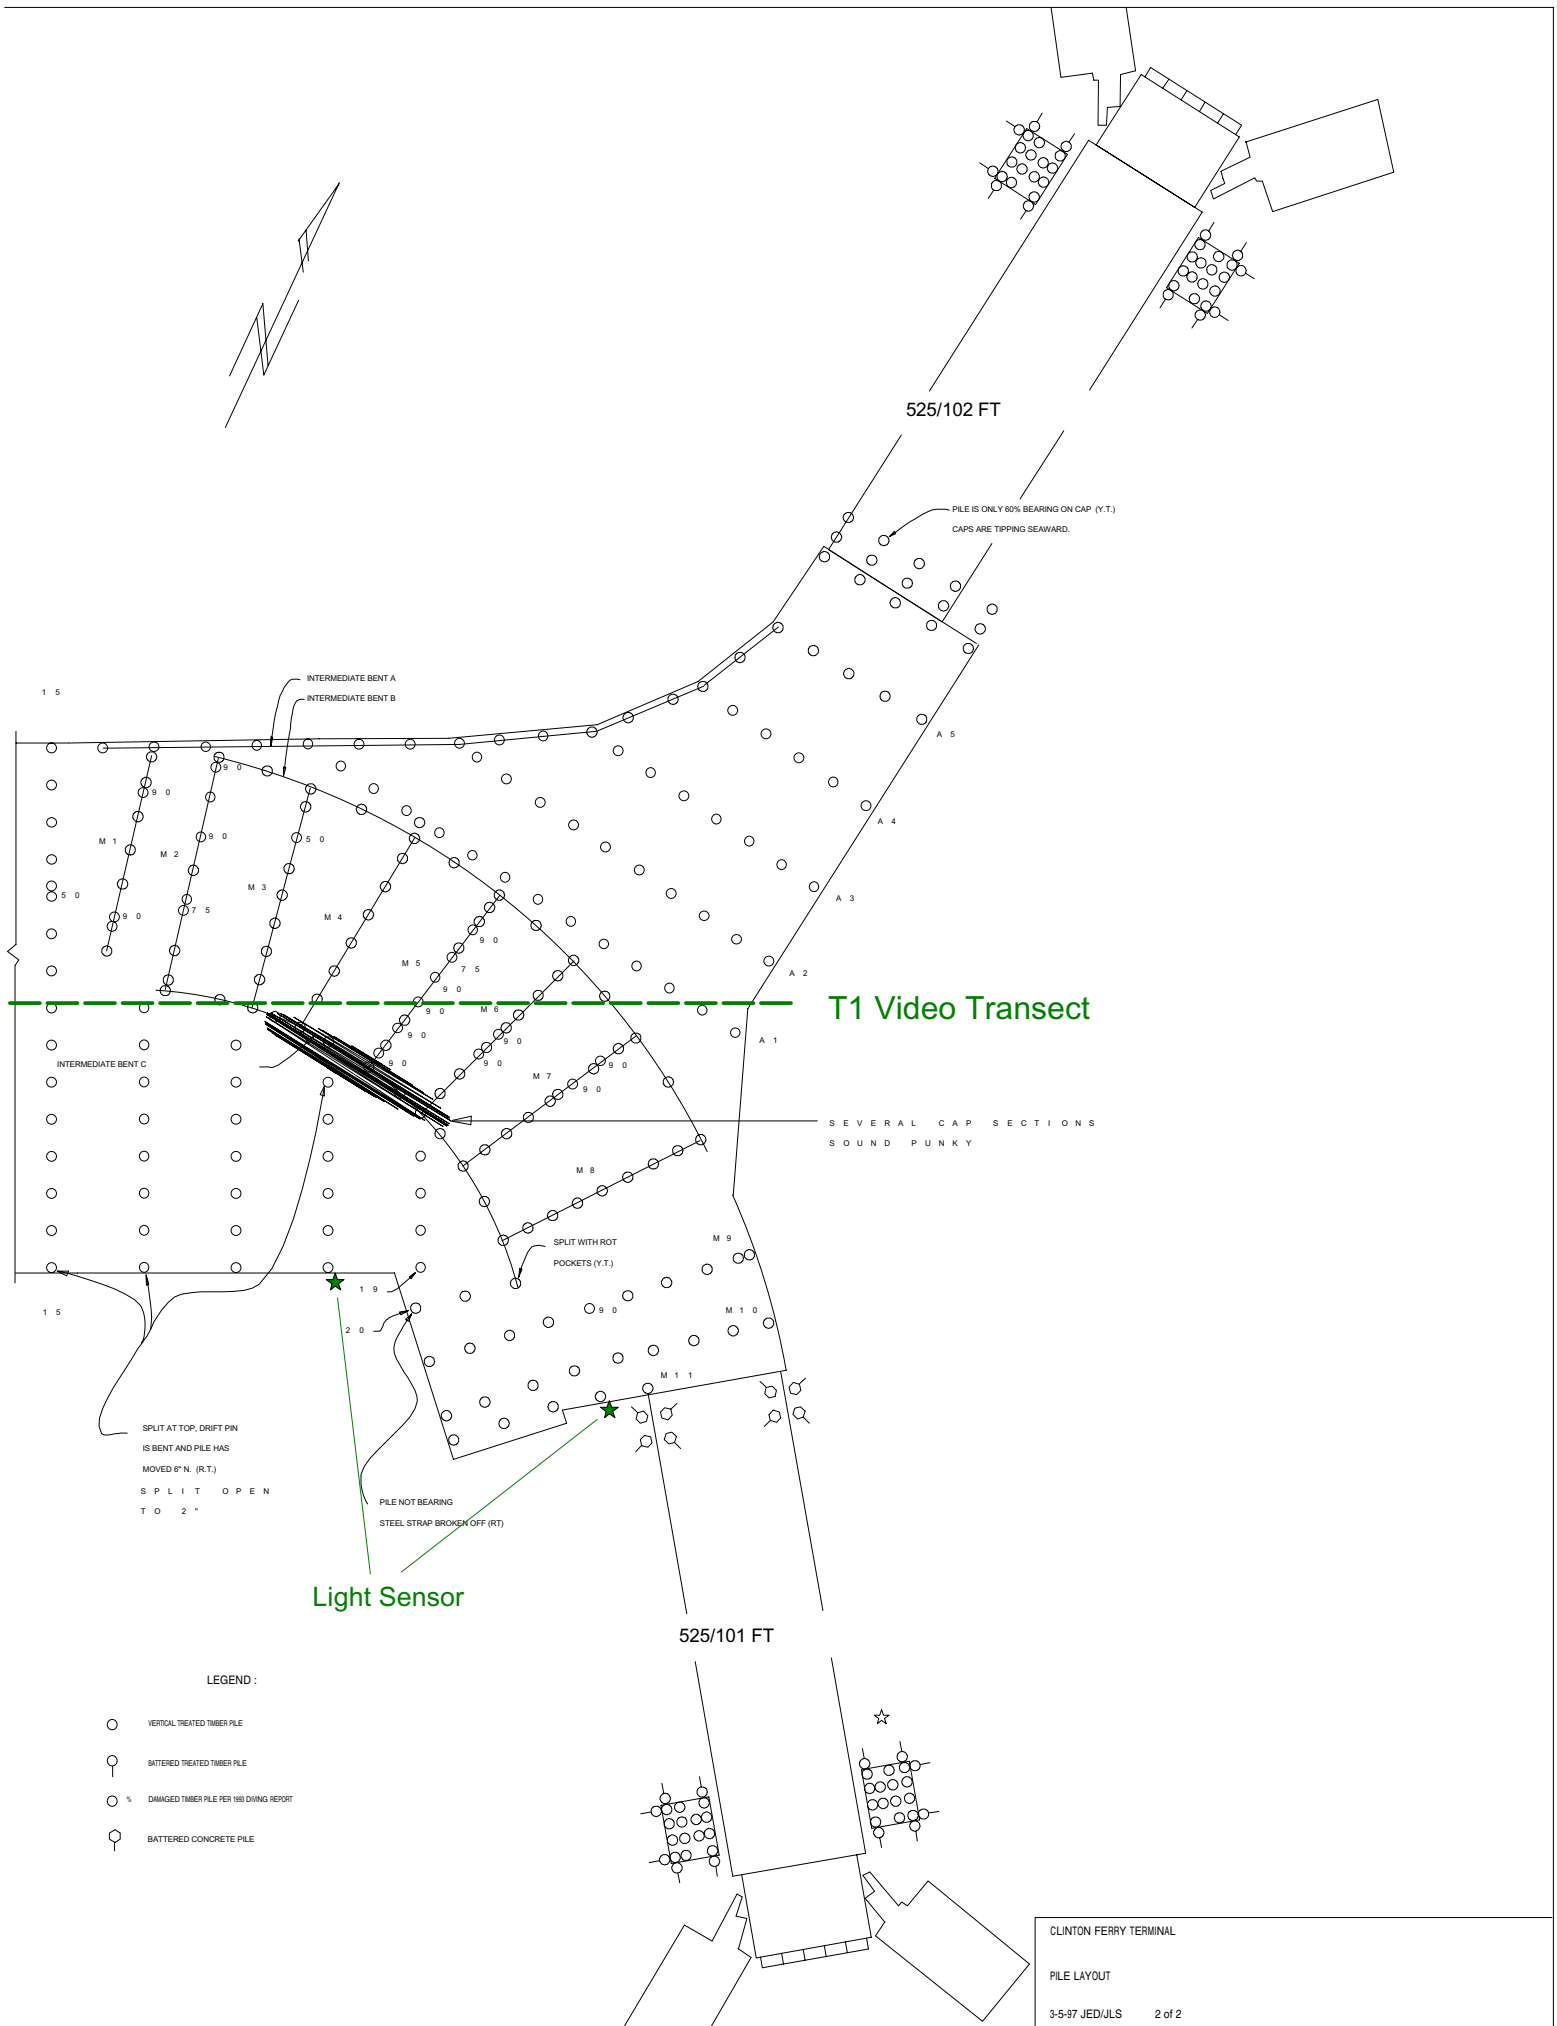 525/102 FT
PILE IS ONLY 60% BEARING ON CAP (Y.T.)
CAPS ARE TIPPING SEAWARD.
INTERMEDIATE BENT A
INTERMEDIATE BENT B
15
A 5
90
90
M 1
M 2
90
50
M 3
A 4
50
90
75
M 4
A 3
90
M 5
75
90
A 2
T1 Video Transect
M 6
90
90
90
A 1
INTERMEDIATE BENT C
90
90
M 7
90
90
SEVERAL CAP SECTIONS
SOUND PUNKY
M 8
SPLIT WITH ROT
POCKETS (Y.T.)
M 9
19
15
20
90
M 10
M 11
SPLIT AT TOP, DRIFT PIN
IS BENT AND PILE HAS
MOVED 6" N. (R.T.)
SPLIT OPEN
TO 2"
PILE NOT BEARING
STEEL STRAP BROKEN OFF (RT)
Light Sensor
525/101 FT
LEGEND :
VERTICAL TREATED TIMBER PILE
BATTERED TREATED TIMBER PILE
% DAMAGED TIMBER PILE PER 1993 DIVING REPORT
BATTERED CONCRETE PILE
CLINTON FERRY TERMINAL
PILE LAYOUT
3-5-97 JED/JLS 2 of 2